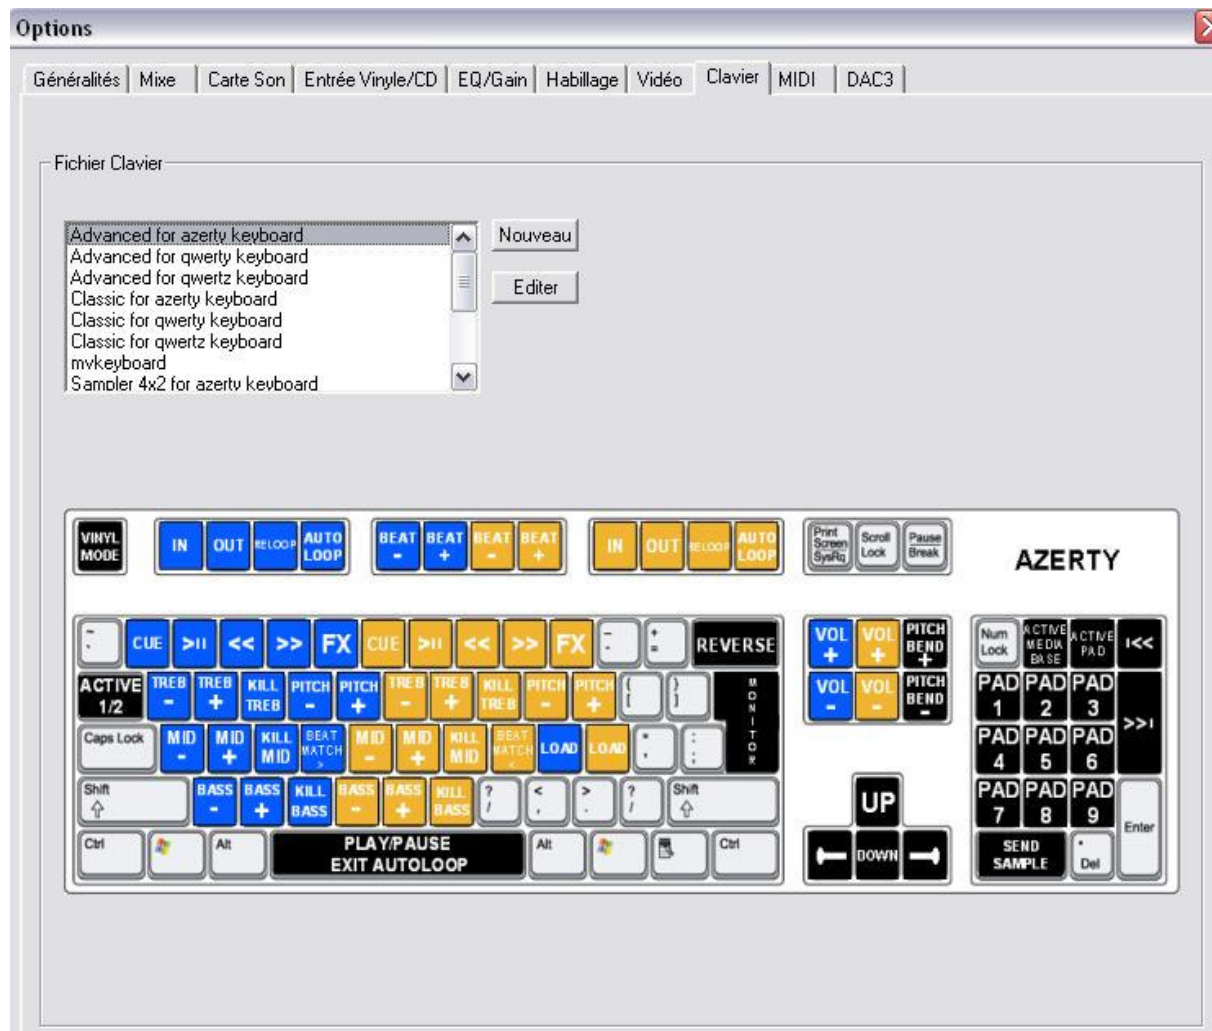 Options
Généralités Mixe Carte Son Entrée Vinyle/CD EQ/Gain Habillage Vidéo Clavier MIDI DAC3
Fichier Clavier
Advanced for azerty keyboard
Advanced for qwerty keyboard
Advanced for qwertz keyboard
Classic for azerty keyboard
Classic for qwerty keyboard
Classic for qwertz keyboard
mykeyboard
Sampler 4x2 for azerty keyboard
Nouveau
Editer
VINYL MODE IN OUT RELOOP AUTO LOOP BEAT - BEAT + BEAT - BEAT + IN OUT RELOOP AUTO LOOP Print Screen SysRq Scroll Lock Pause Break
AZERTY
~ - CUE >II << >> FX CUE >II << >> FX - - + = REVERSE VOL + VOL + PITCH BEND + Num Lock ACTIVE MEDIA BASE ACTIVE PAD I<<
ACTIVE 1/2 TREB - TREB + KILL TREB PITCH - PITCH + TREB - TREB + KILL TREB PITCH - PITCH + { [ } ] MONITOR VOL - VOL - PITCH BEND - PAD 1 PAD 2 PAD 3 >>I
Caps Lock MID - MID + KILL MID BEAT MATCH > MID - MID + KILL MID BEAT MATCH < LOAD LOAD " , : ; PAD 4 PAD 5 PAD 6
Shift BASS - BASS + KILL BASS BASS - BASS + KILL BASS ? / < , > . ? / Shift UP PAD 7 PAD 8 PAD 9 Enter
Ctrl Alt PLAY/PAUSE EXIT AUTOLOOP Alt Ctrl DOWN SEND SAMPLE . Del